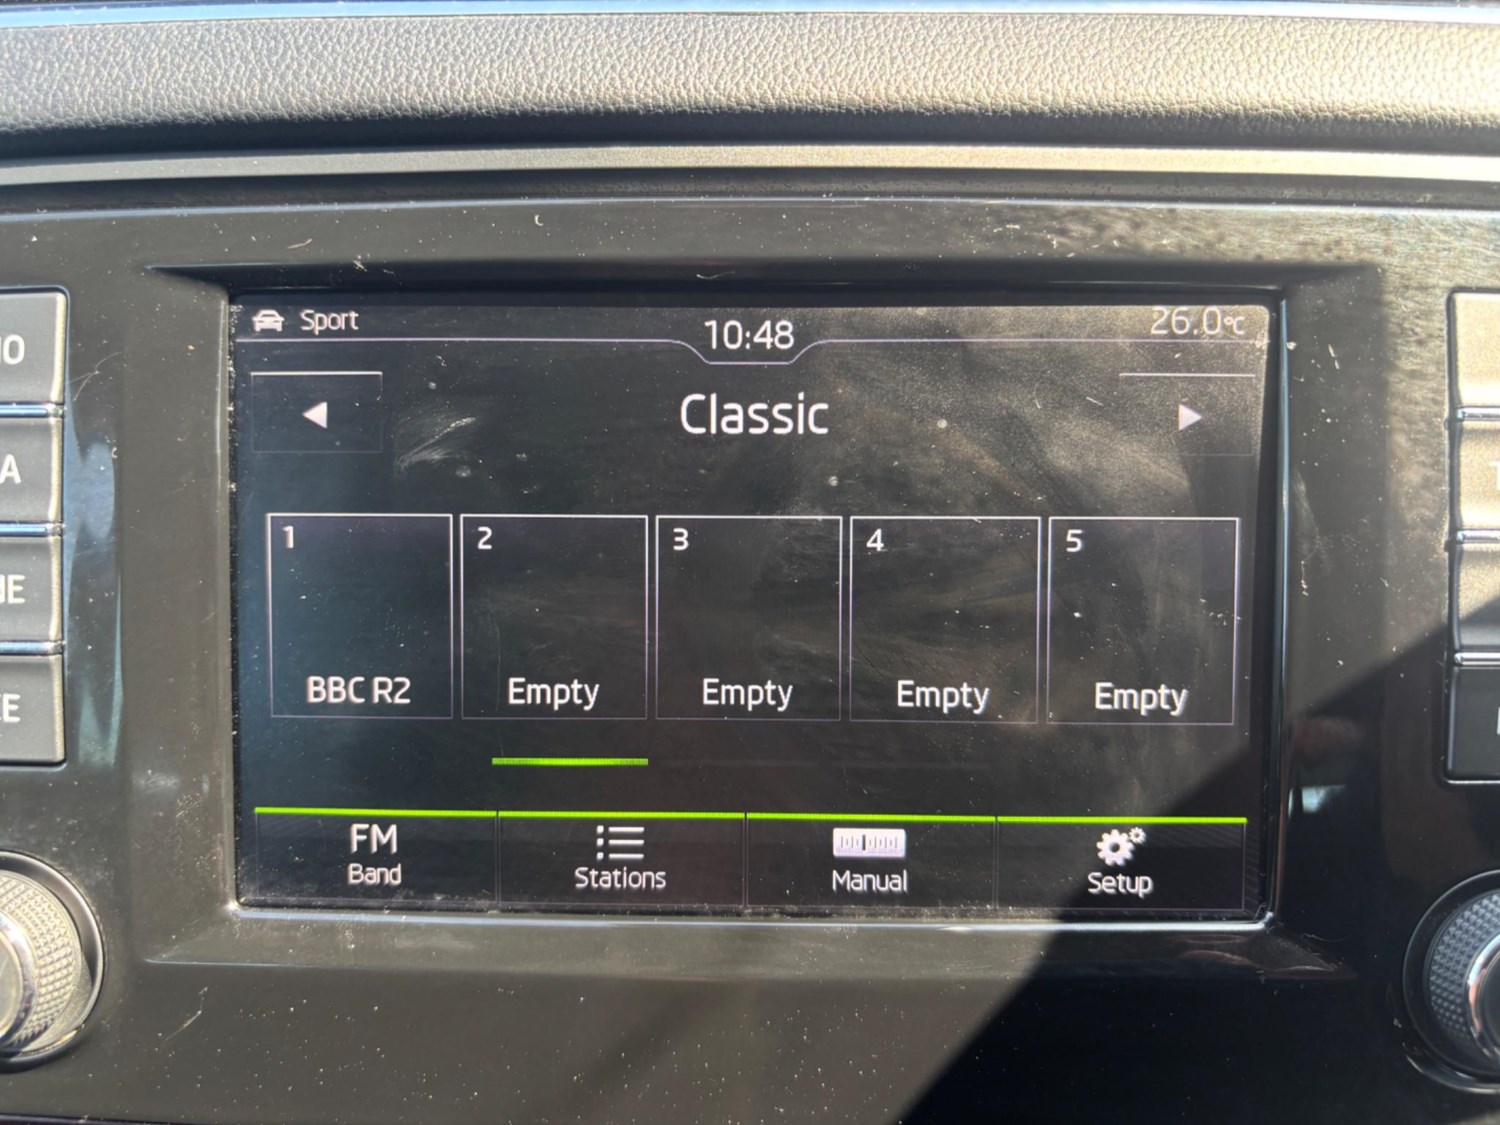 Sport
10:48
26.0°C
Classic
1
2
3
4
5
BBC R2
Empty
Empty
Empty
Empty
FM
Band
Stations
Manual
Setup